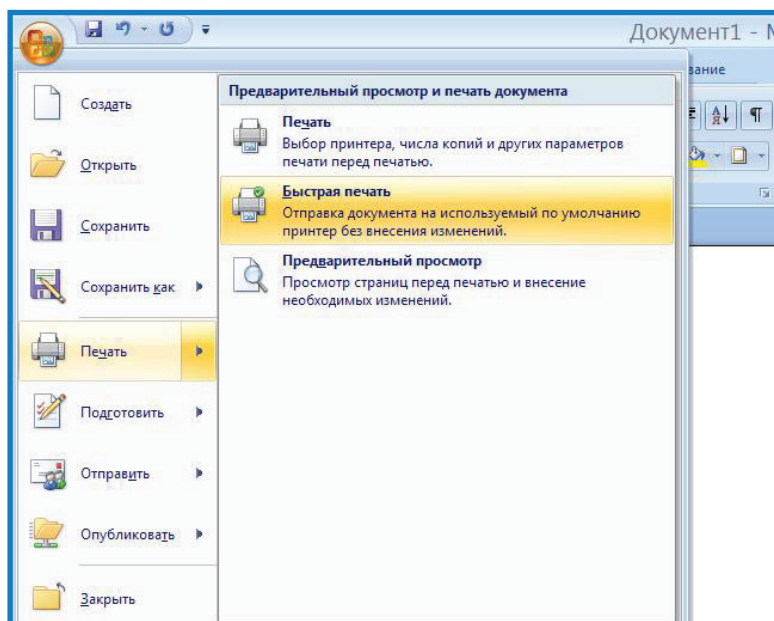 Документ1 - M
вание
Создать
Открыть
Сохранить
Сохранить как
Печать
Подготовить
Отправить
Опубликовать
Закрыть
Предварительный просмотр и печать документа
Печать
Выбор принтера, числа копий и других параметров
печати перед печатью.
Быстрая печать
Отправка документа на используемый по умолчанию
принтер без внесения изменений.
Предварительный просмотр
Просмотр страниц перед печатью и внесение
необходимых изменений.